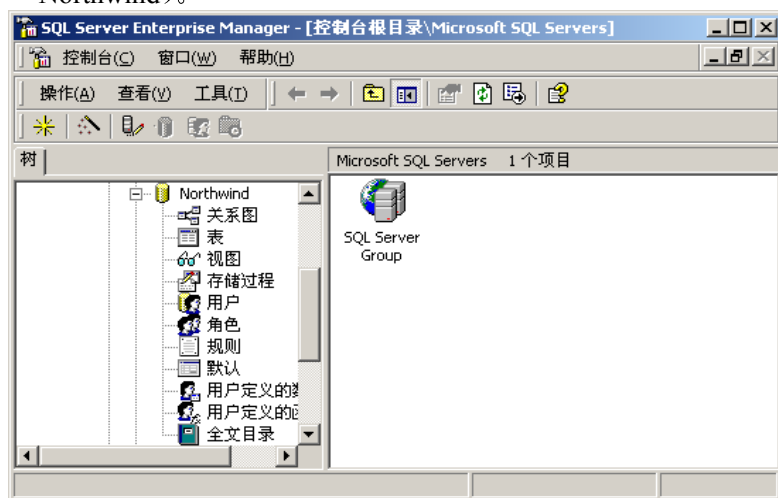 Northwind）。
SQL Server Enterprise Manager - [控制台根目录\Microsoft SQL Servers]
控制台(C) 窗口(W) 帮助(H)
操作(A) 查看(V) 工具(T)
树
Microsoft SQL Servers 1 个项目
Northwind
关系图
表
视图
存储过程
用户
角色
规则
默认
用户定义的
用户定义的
全文目录
SQL Server
Group